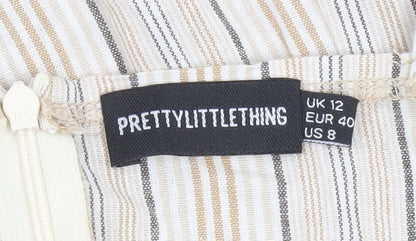 PRETTYLITTLETHING
UK 12
EUR 40
US 8